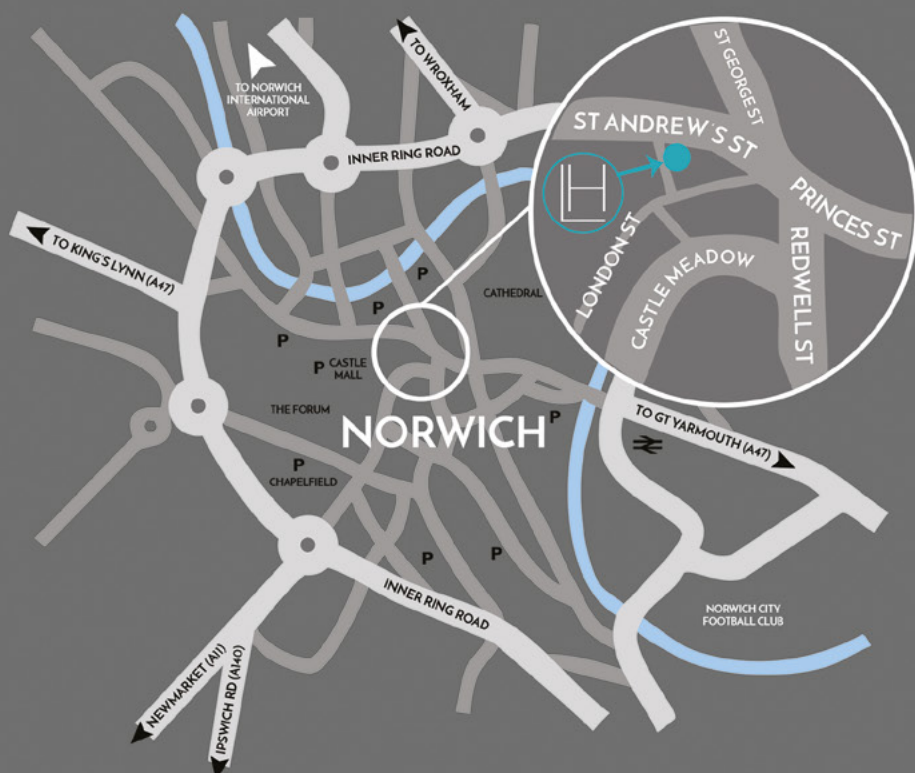 TO NORWICH
INTERNATIONAL
AIRPORT
TO WROXHAM
INNER RING ROAD
ST GEORGE ST
ST ANDREW'S ST
PRINCES ST
LH
LONDON ST
CASTLE MEADOW
REDWELL ST
TO KING'S LYNN (A47)
P
CATHEDRAL
P
P
P
CASTLE
MALL
THE FORUM
NORWICH
P
TO GT YARMOUTH (A47)
P
CHAPELFIELD
P
P
INNER RING ROAD
NORWICH CITY
FOOTBALL CLUB
NEWMARKET (A11)
IPSWICH RD (A140)